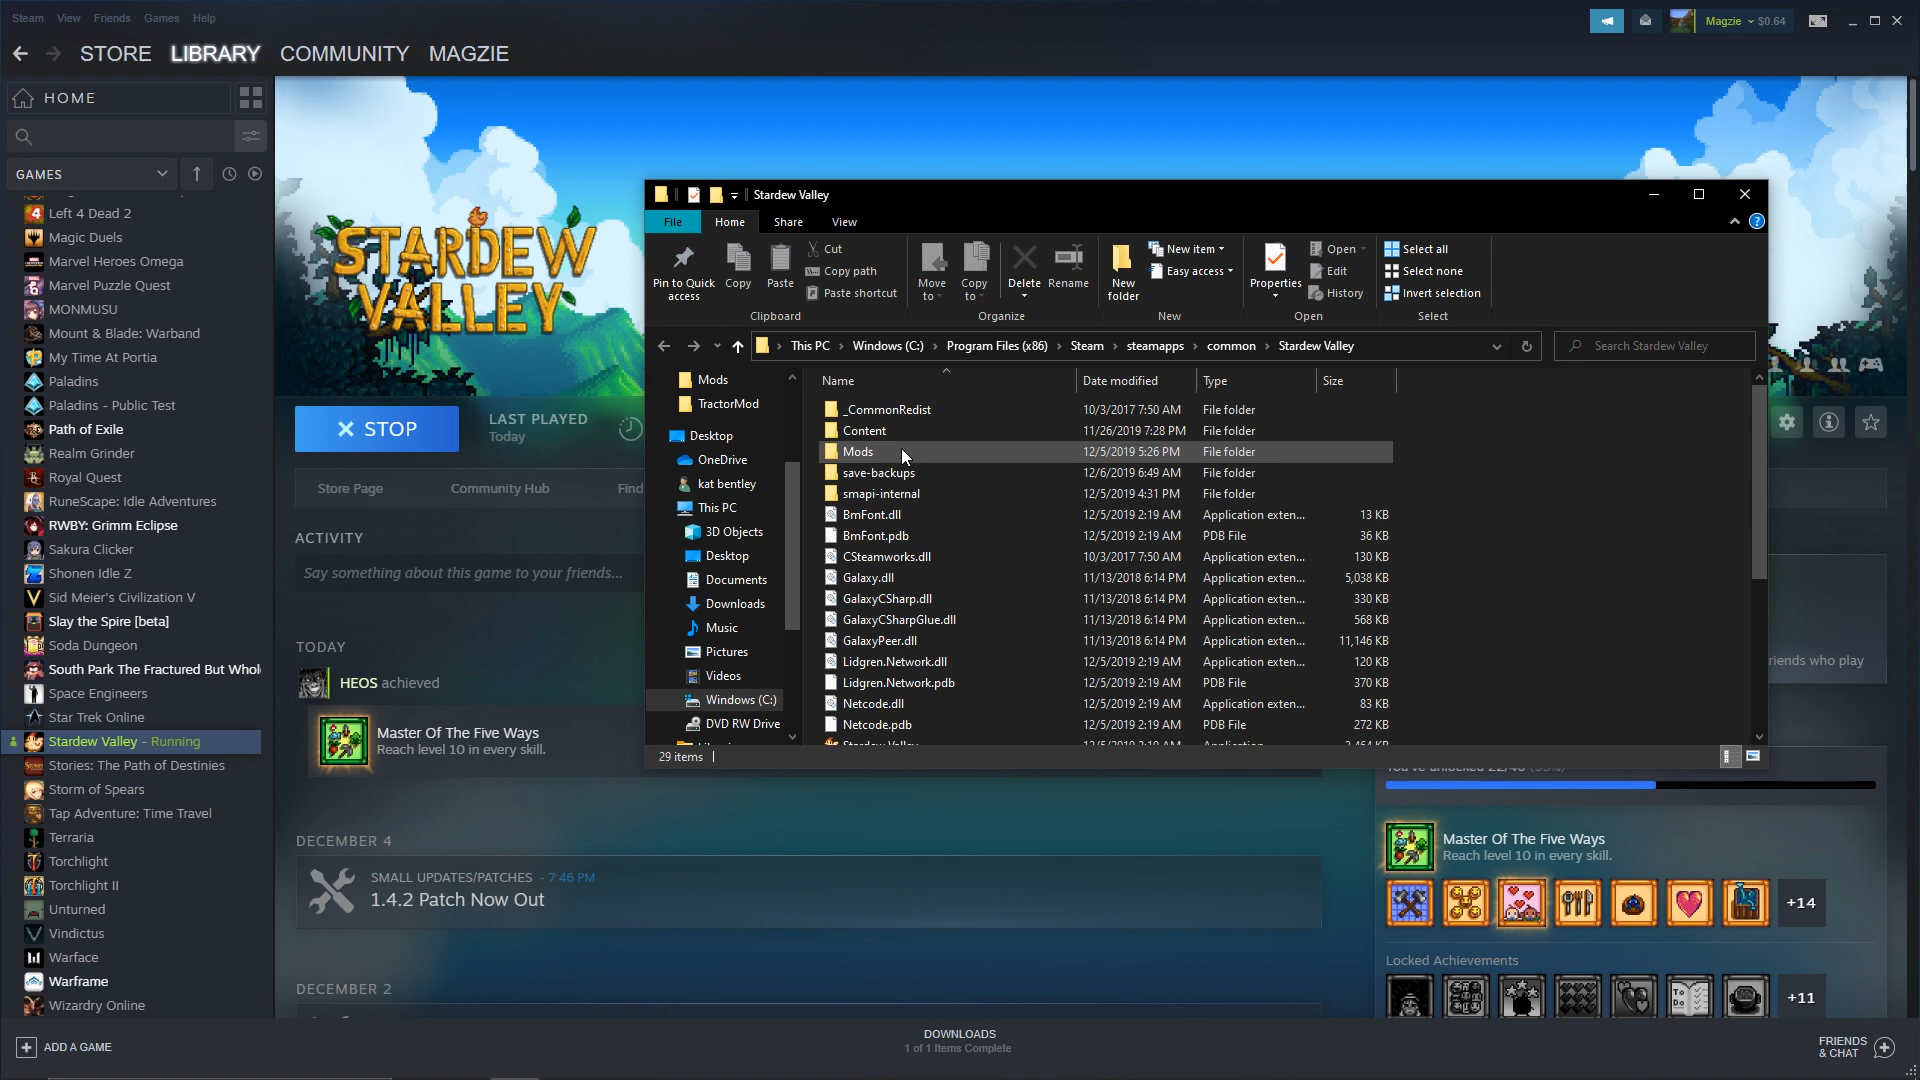 Steam View Friends Games Help
Magzie $0.64
STORE LIBRARY COMMUNITY MAGZIE
HOME
GAMES
Left 4 Dead 2
Magic Duels
Marvel Heroes Omega
Marvel Puzzle Quest
MONMUSU
Mount & Blade: Warband
My Time At Portia
Paladins
Paladins - Public Test
Path of Exile
Realm Grinder
Royal Quest
RuneScape: Idle Adventures
RWBY: Grimm Eclipse
Sakura Clicker
Shonen Idle Z
Sid Meier's Civilization V
Slay the Spire [beta]
Soda Dungeon
South Park The Fractured But Whol
Space Engineers
Star Trek Online
Stardew Valley - Running
Stories: The Path of Destinies
Storm of Spears
Tap Adventure: Time Travel
Terraria
Torchlight
Torchlight II
Unturned
Vindictus
Warface
Warframe
Wizardry Online
ADD A GAME
STARDEW
VALLEY
STOP
LAST PLAYED
Today
Store Page Community Hub Find
ACTIVITY
Say something about this game to your friends...
TODAY
HEOS achieved
Master Of The Five Ways
Reach level 10 in every skill.
DECEMBER 4
SMALL UPDATES/PATCHES - 7:46 PM
1.4.2 Patch Now Out
DECEMBER 2
Stardew Valley
File Home Share View
Pin to Quick access
Copy
Paste
Cut
Copy path
Paste shortcut
Clipboard
Move to
Copy to
Delete
Rename
Organize
New folder
New item
Easy access
New
Properties
Open
Edit
History
Open
Select all
Select none
Invert selection
Select
This PC Windows (C:) Program Files (x86) Steam steamapps common Stardew Valley
Search Stardew Valley
Mods
TractorMod
Desktop
OneDrive
kat bentley
This PC
3D Objects
Desktop
Documents
Downloads
Music
Pictures
Videos
Windows (C:)
DVD RW Drive
Name Date modified Type Size
_CommonRedist 10/3/2017 7:50 AM File folder
Content 11/26/2019 7:28 PM File folder
Mods 12/5/2019 5:26 PM File folder
save-backups 12/6/2019 6:49 AM File folder
smapi-internal 12/5/2019 4:31 PM File folder
BmFont.dll 12/5/2019 2:19 AM Application exten... 13 KB
BmFont.pdb 12/5/2019 2:19 AM PDB File 36 KB
CSteamworks.dll 10/3/2017 7:50 AM Application exten... 130 KB
Galaxy.dll 11/13/2018 6:14 PM Application exten... 5,038 KB
GalaxyCSharp.dll 11/13/2018 6:14 PM Application exten... 330 KB
GalaxyCSharpGlue.dll 11/13/2018 6:14 PM Application exten... 568 KB
GalaxyPeer.dll 11/13/2018 6:14 PM Application exten... 11,146 KB
Lidgren.Network.dll 12/5/2019 2:19 AM Application exten... 120 KB
Lidgren.Network.pdb 12/5/2019 2:19 AM PDB File 370 KB
Netcode.dll 12/5/2019 2:19 AM Application exten... 83 KB
Netcode.pdb 12/5/2019 2:19 AM PDB File 272 KB
29 items
riends who play
Master Of The Five Ways
Reach level 10 in every skill.
+14
Locked Achievements
+11
DOWNLOADS
1 of 1 Items Complete
FRIENDS
& CHAT